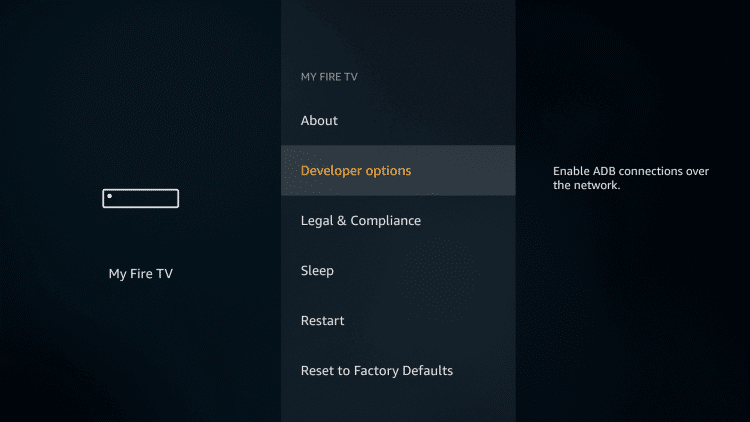 MY FIRE TV
About
Developer options
Legal & Compliance
Sleep
Restart
Reset to Factory Defaults
My Fire TV
Enable ADB connections over
the network.